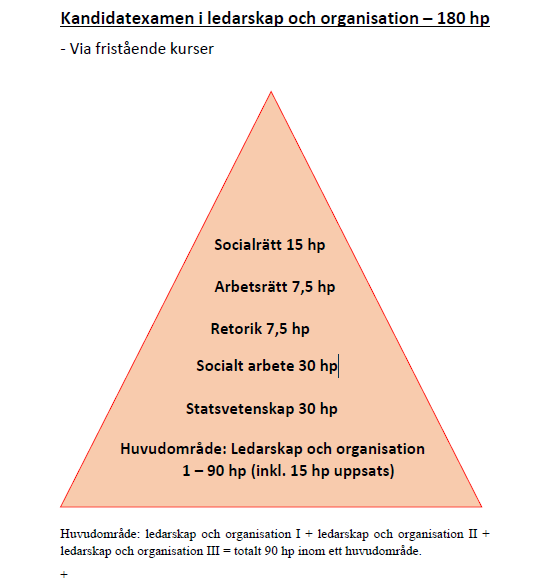 Kandidatexamen i ledarskap och organisation – 180 hp
- Via fristående kurser
Socialrätt 15 hp
Arbetsrätt 7,5 hp
Retorik 7,5 hp
Socialt arbete 30 hp
Statsvetenskap 30 hp
Huvudområde: Ledarskap och organisation
1 – 90 hp (inkl. 15 hp uppsats)
Huvudområde: ledarskap och organisation I + ledarskap och organisation II +
ledarskap och organisation III = totalt 90 hp inom ett huvudområde.
+